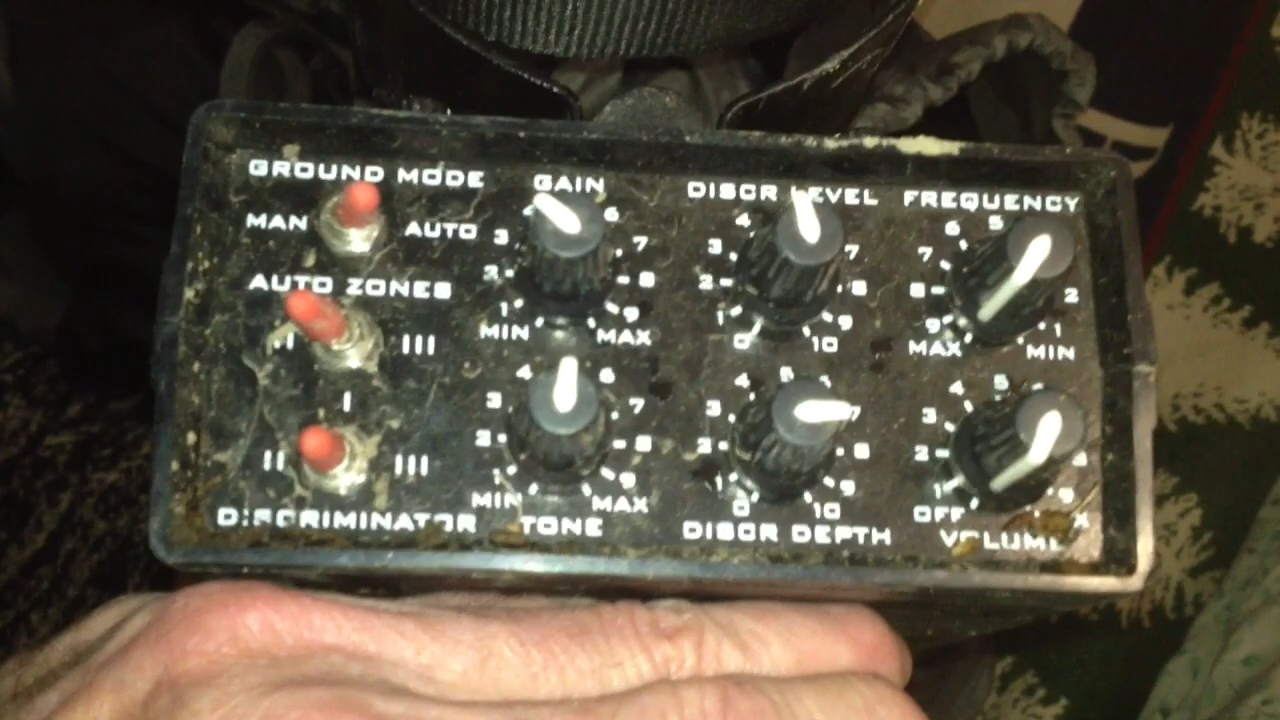 GROUND MODE
MAN AUTO
AUTO ZONES
II III
I
II III
DISCRIMINATOR
GAIN
4 6
3 7
2 8
1 9
MIN MAX
4 6
3 7
2 8
1 9
MIN MAX
TONE
DISCR LEVEL
4
3 7
2 8
1 9
0 10
4 5
3 7
2 8
1 9
0 10
DISCR DEPTH
FREQUENCY
6 5
7
8 2
9 1
MAX MIN
4 5
3
2
1 9
OFF
VOLUME